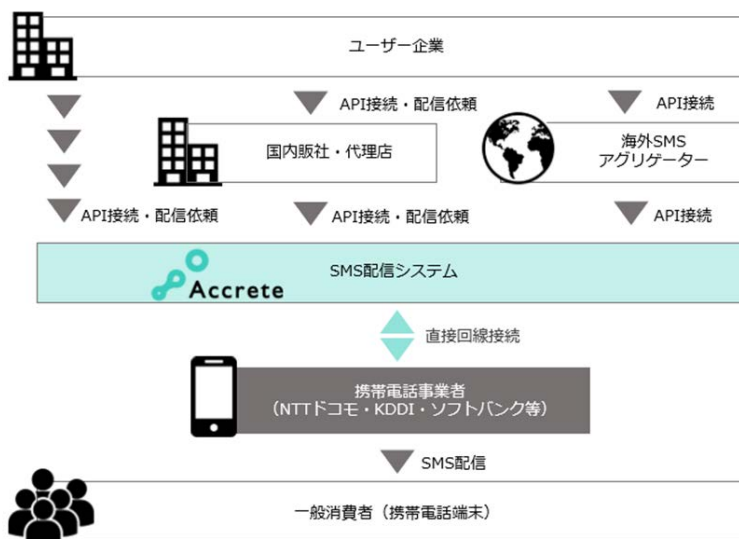 ユーザー企業
API接続・配信依頼
API接続
国内販社・代理店
海外SMS
アグリゲーター
API接続・配信依頼
API接続・配信依頼
API接続
SMS配信システム
Accrete
直接回線接続
携帯電話事業者
（NTTドコモ・KDDI・ソフトバンク等）
SMS配信
一般消費者（携帯電話端末）